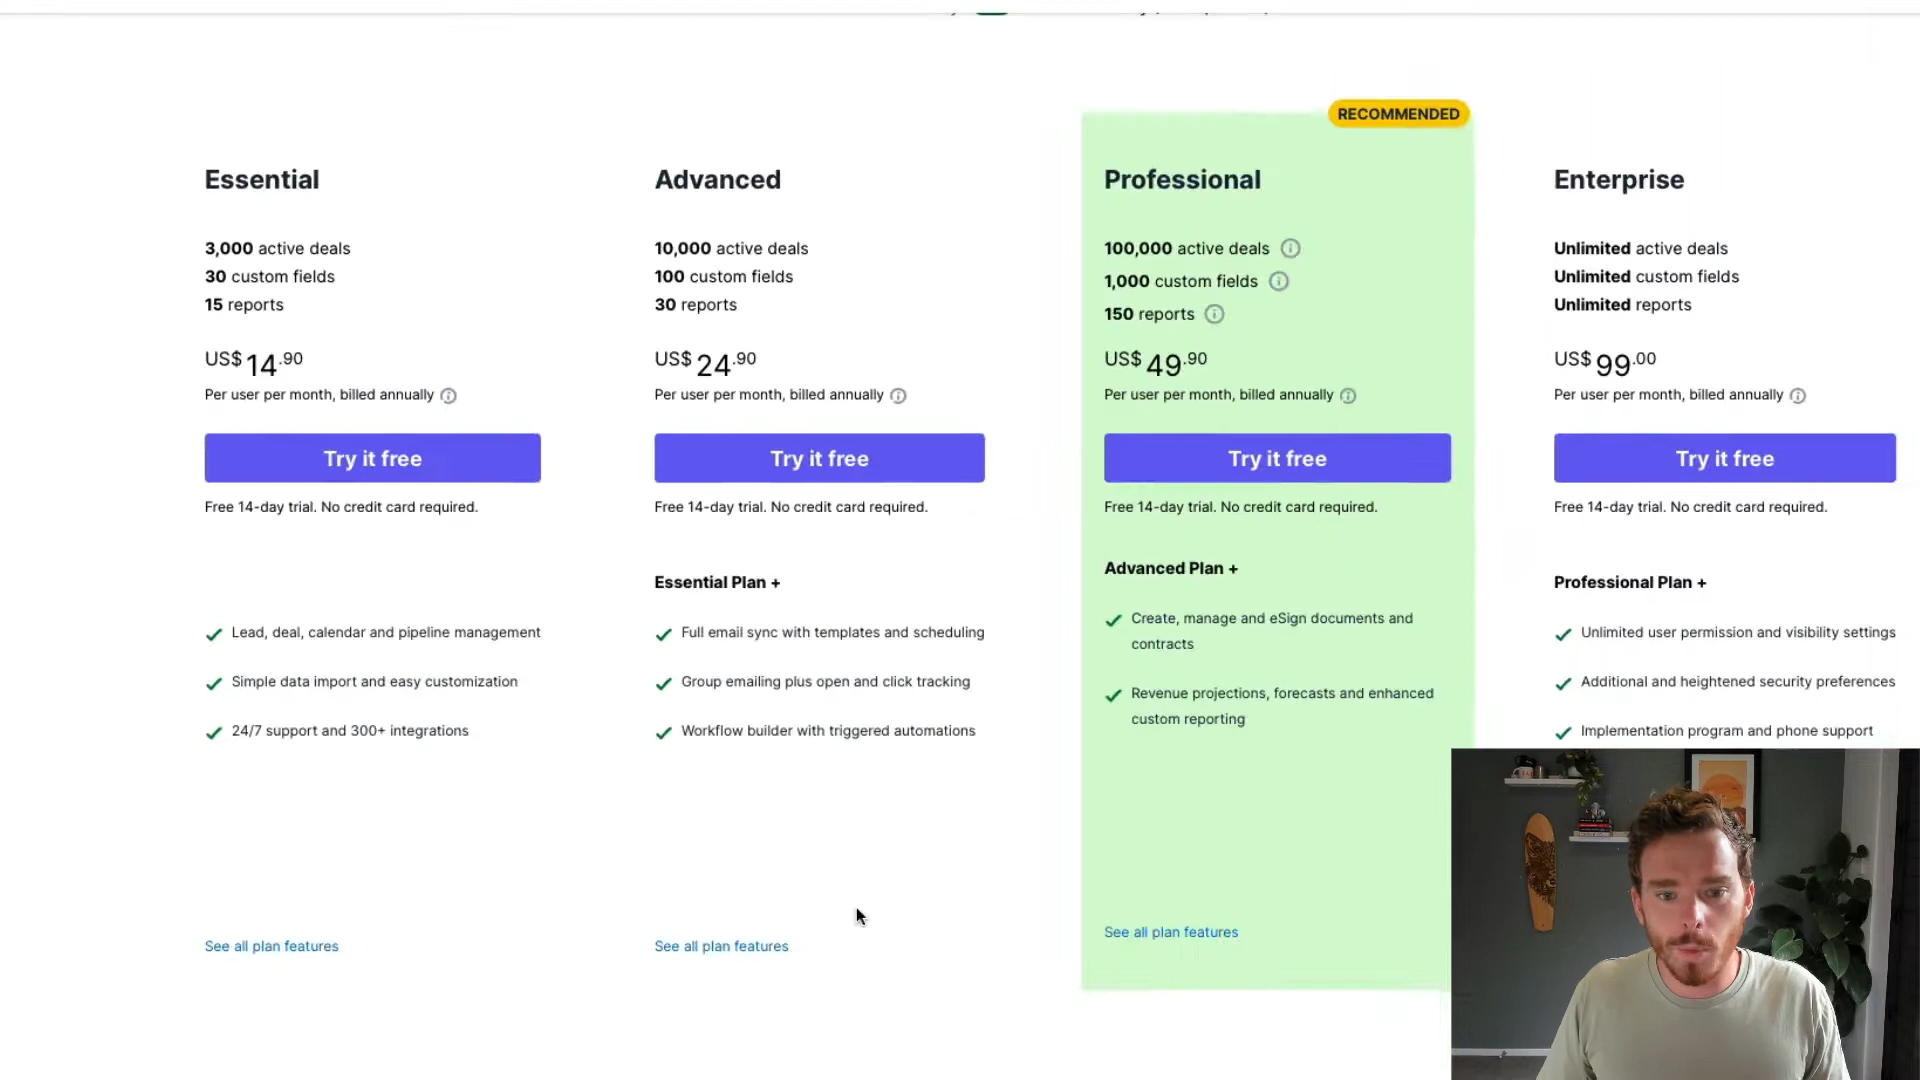 RECOMMENDED
Essential
3,000 active deals
30 custom fields
15 reports
US$ 14.90
Per user per month, billed annually
Try it free
Free 14-day trial. No credit card required.
Lead, deal, calendar and pipeline management
Simple data import and easy customization
24/7 support and 300+ integrations
See all plan features
Advanced
10,000 active deals
100 custom fields
30 reports
US$ 24.90
Per user per month, billed annually
Try it free
Free 14-day trial. No credit card required.
Essential Plan +
Full email sync with templates and scheduling
Group emailing plus open and click tracking
Workflow builder with triggered automations
See all plan features
Professional
100,000 active deals
1,000 custom fields
150 reports
US$ 49.90
Per user per month, billed annually
Try it free
Free 14-day trial. No credit card required.
Advanced Plan +
Create, manage and eSign documents and
contracts
Revenue projections, forecasts and enhanced
custom reporting
See all plan features
Enterprise
Unlimited active deals
Unlimited custom fields
Unlimited reports
US$ 99.00
Per user per month, billed annually
Try it free
Free 14-day trial. No credit card required.
Professional Plan +
Unlimited user permission and visibility settings
Additional and heightened security preferences
Implementation program and phone support